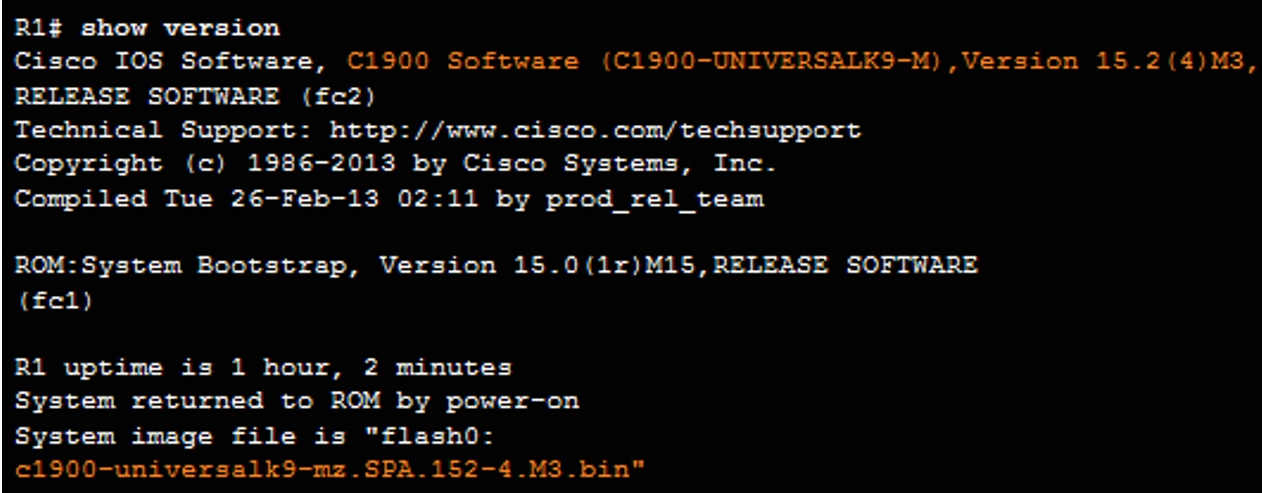 R1# show version
Cisco IOS Software, C1900 Software (C1900-UNIVERSALK9-M),Version 15.2(4)M3,
RELEASE SOFTWARE (fc2)
Technical Support: http://www.cisco.com/techsupport
Copyright (c) 1986-2013 by Cisco Systems, Inc.
Compiled Tue 26-Feb-13 02:11 by prod_rel_team
ROM:System Bootstrap, Version 15.0(1r)M15,RELEASE SOFTWARE
(fc1)
R1 uptime is 1 hour, 2 minutes
System returned to ROM by power-on
System image file is "flash0:
c1900-universalk9-mz.SPA.152-4.M3.bin"